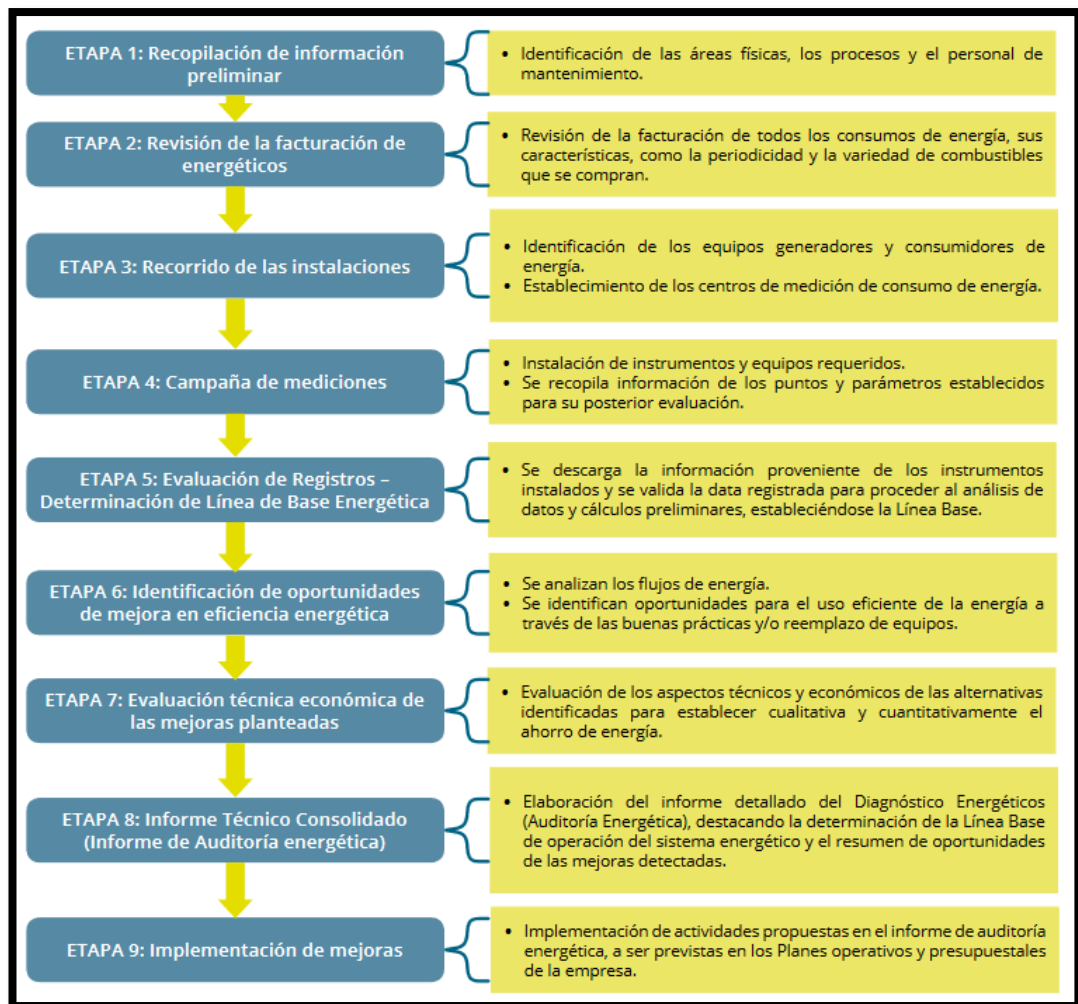 ETAPA 1: Recopilación de información
preliminar
• Identificación de las áreas físicas, los procesos y el personal de
mantenimiento.
ETAPA 2: Revisión de la facturación de
energéticos
• Revisión de la facturación de todos los consumos de energía, sus
características, como la periodicidad y la variedad de combustibles
que se compran.
ETAPA 3: Recorrido de las instalaciones
• Identificación de los equipos generadores y consumidores de
energía.
• Establecimiento de los centros de medición de consumo de energía.
ETAPA 4: Campaña de mediciones
• Instalación de instrumentos y equipos requeridos.
• Se recopila información de los puntos y parámetros establecidos
para su posterior evaluación.
ETAPA 5: Evaluación de Registros –
Determinación de Línea de Base Energética
• Se descarga la información proveniente de los instrumentos
instalados y se valida la data registrada para proceder al análisis de
datos y cálculos preliminares, estableciéndose la Línea Base.
ETAPA 6: Identificación de oportunidades
de mejora en eficiencia energética
• Se analizan los flujos de energía.
• Se identifican oportunidades para el uso eficiente de la energía a
través de las buenas prácticas y/o reemplazo de equipos.
ETAPA 7: Evaluación técnica económica de
las mejoras planteadas
• Evaluación de los aspectos técnicos y económicos de las alternativas
identificadas para establecer cualitativa y cuantitativamente el
ahorro de energía.
ETAPA 8: Informe Técnico Consolidado
(Informe de Auditoría energética)
• Elaboración del informe detallado del Diagnóstico Energéticos
(Auditoría Energética), destacando la determinación de la Línea Base
de operación del sistema energético y el resumen de oportunidades
de las mejoras detectadas.
ETAPA 9: Implementación de mejoras
• Implementación de actividades propuestas en el informe de auditoría
energética, a ser previstas en los Planes operativos y presupuestales
de la empresa.